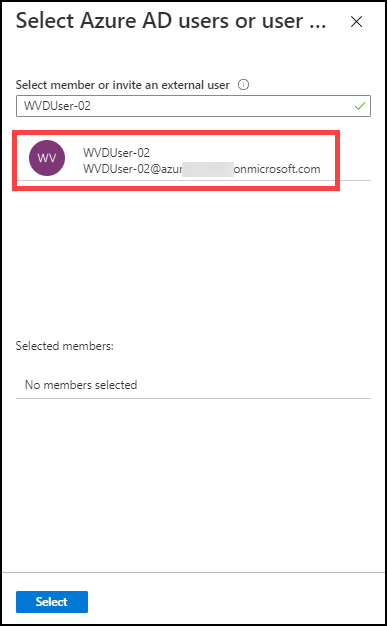 Select Azure AD users or user ...
Select member or invite an external user
WVDUser-02
WV
WVDUser-02
WVDUser-02@azur onmicrosoft.com
Selected members:
No members selected
Select